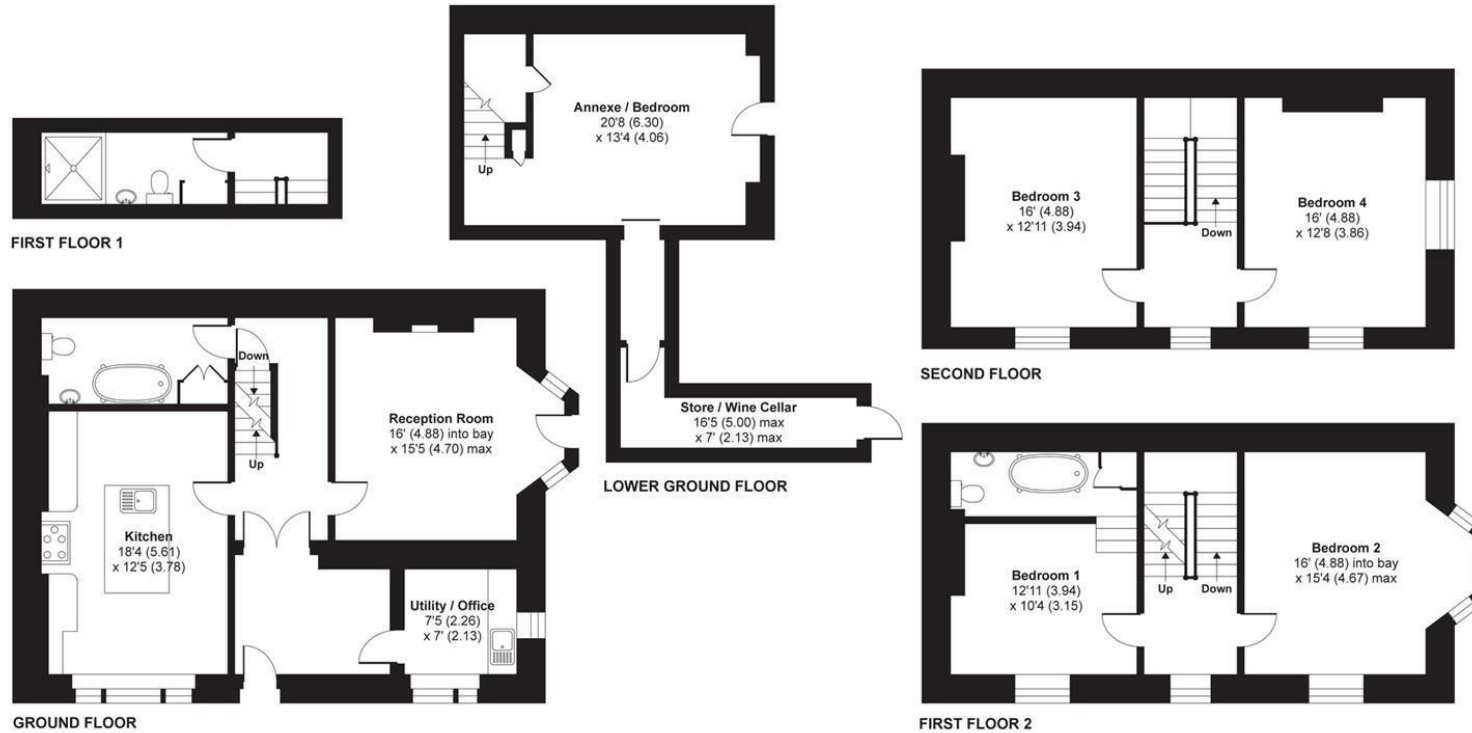 FIRST FLOOR 1
Annexe / Bedroom
20'8 (6.30)
x 13'4 (4.06)
Up
Store / Wine Cellar
16'5 (5.00) max
x 7' (2.13) max
LOWER GROUND FLOOR
Bedroom 3
16' (4.88)
x 12'11 (3.94)
Down
Bedroom 4
16' (4.88)
x 12'8 (3.86)
SECOND FLOOR
Down
Up
Reception Room
16' (4.88) into bay
x 15'5 (4.70) max
Kitchen
18'4 (5.61)
x 12'5 (3.78)
Utility / Office
7'5 (2.26)
x 7' (2.13)
GROUND FLOOR
Bedroom 1
12'11 (3.94)
x 10'4 (3.15)
Up
Down
Bedroom 2
16' (4.88) into bay
x 15'4 (4.67) max
FIRST FLOOR 2